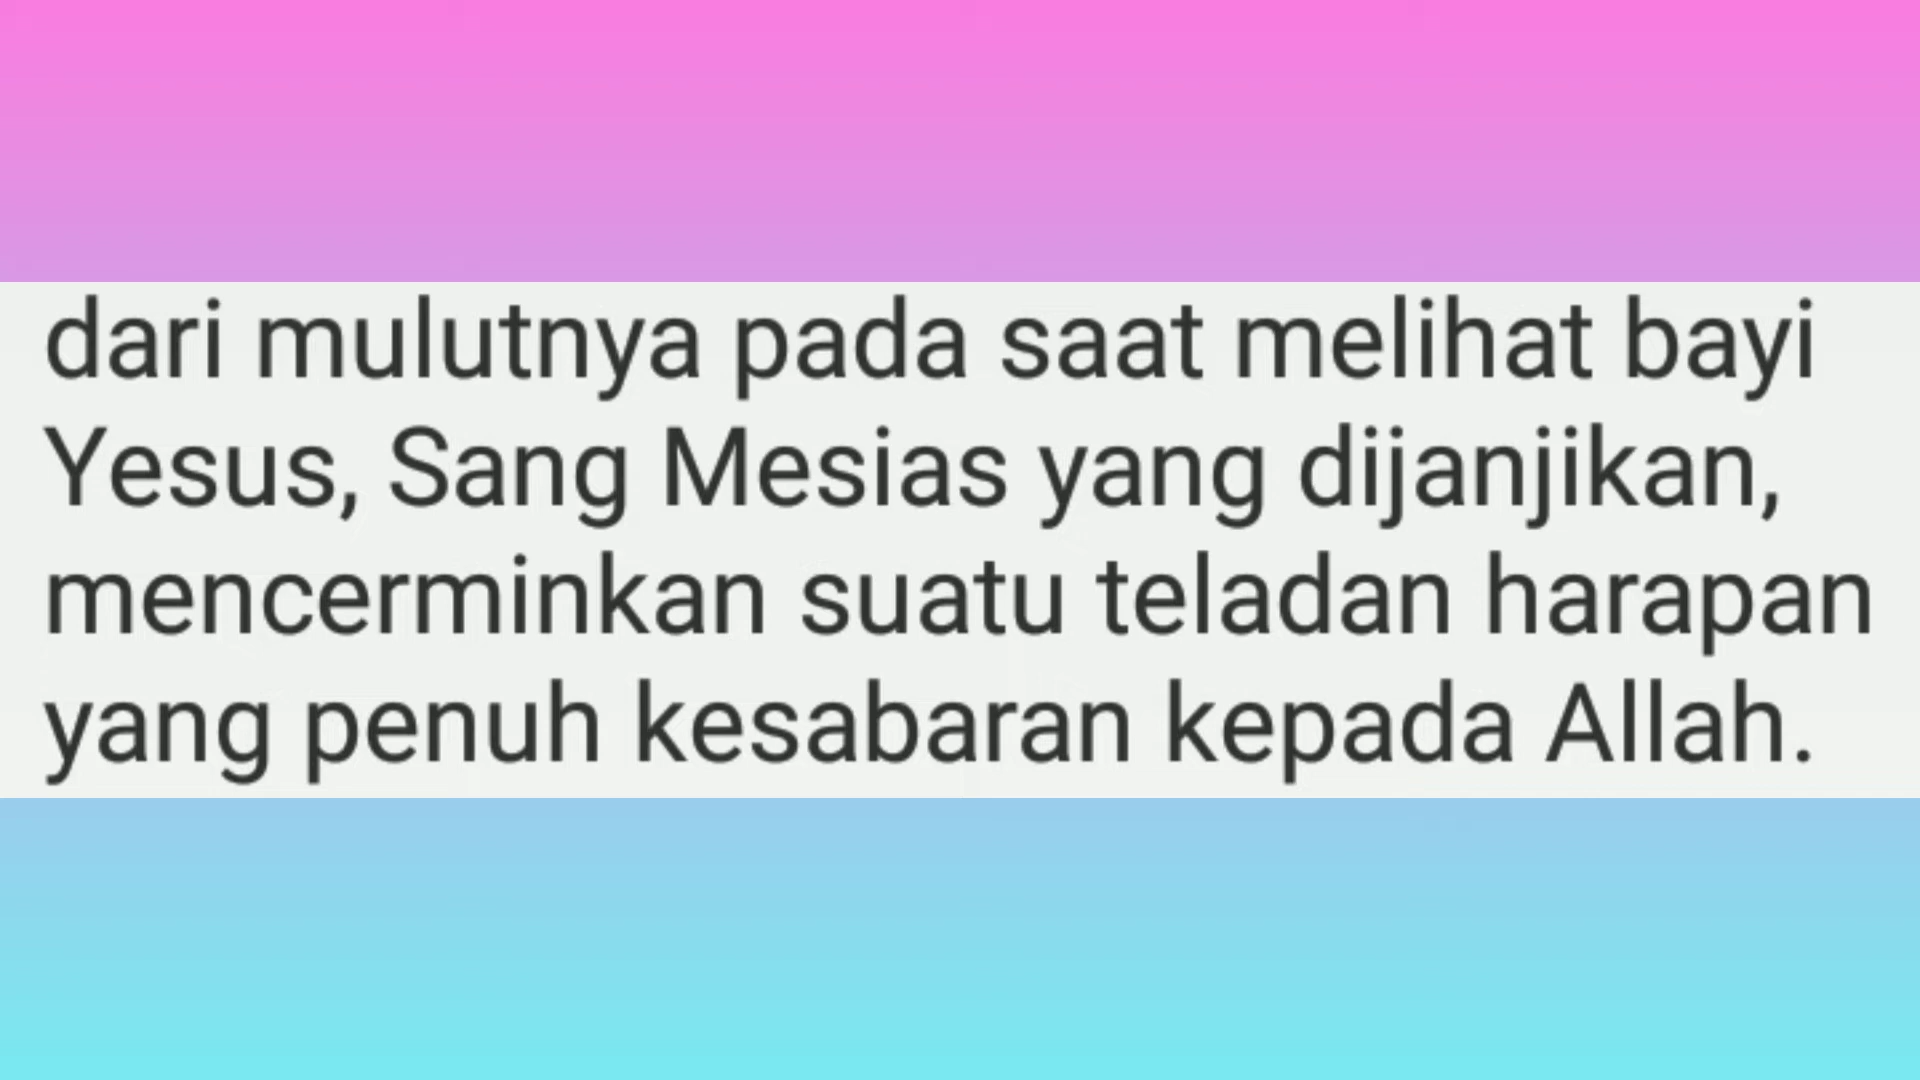 dari mulutnya pada saat melihat bayi
Yesus, Sang Mesias yang dijanjikan,
mencerminkan suatu teladan harapan
yang penuh kesabaran kepada Allah.